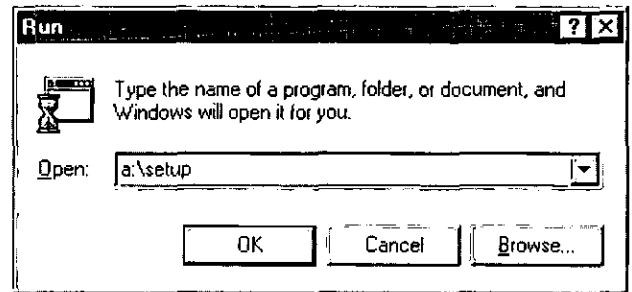 Run
Type the name of a program, folder, or document, and
Windows will open it for you.
Open: a:\setup
OK Cancel Browse...